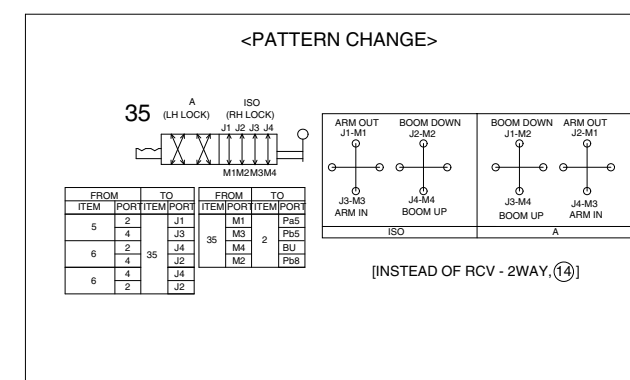 <PATTERN CHANGE>
35
A
(LH LOCK)
ISO
(RH LOCK)
J1 J2 J3 J4
M1M2M3M4
FROM TO
ITEM PORT ITEM PORT
5 2 35 J1
4 J3
6 2 J4
4 J2
6 4 J4
2 J2
FROM TO
ITEM PORT ITEM PORT
35 M1 2 Pa5
M3 Pb5
M4 BU
M2 Pb8
ARM OUT
J1-M1
BOOM DOWN
J2-M2
J3-M3
ARM IN
J4-M4
BOOM UP
ISO
BOOM DOWN
J1-M2
ARM OUT
J2-M1
J3-M4
BOOM UP
J4-M3
ARM IN
A
[INSTEAD OF RCV - 2WAY, 14]